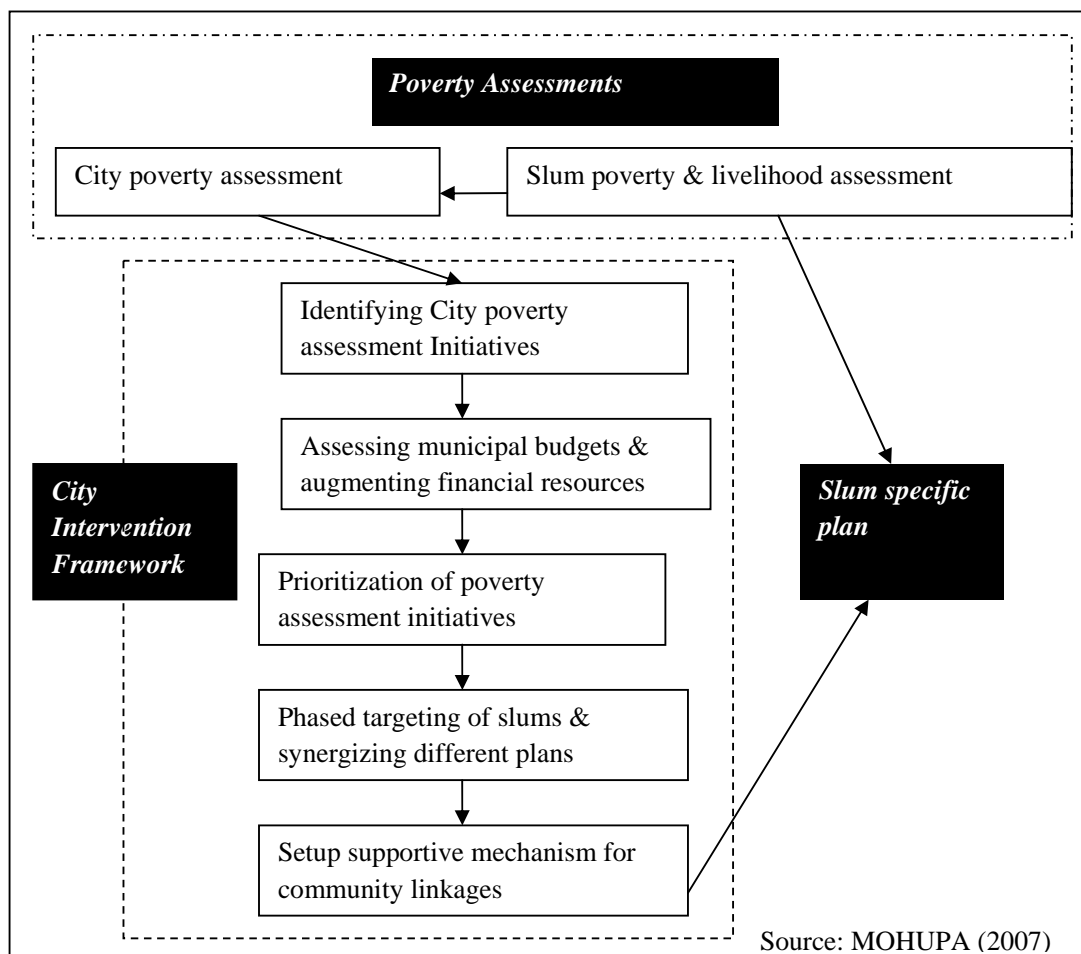 Poverty Assessments
City poverty assessment
Slum poverty & livelihood assessment
Identifying City poverty
assessment Initiatives
Assessing municipal budgets &
augmenting financial resources
City
Intervention
Framework
Slum specific
plan
Prioritization of poverty
assessment initiatives
Phased targeting of slums &
synergizing different plans
Setup supportive mechanism for
community linkages
Source: MOHUPA (2007)